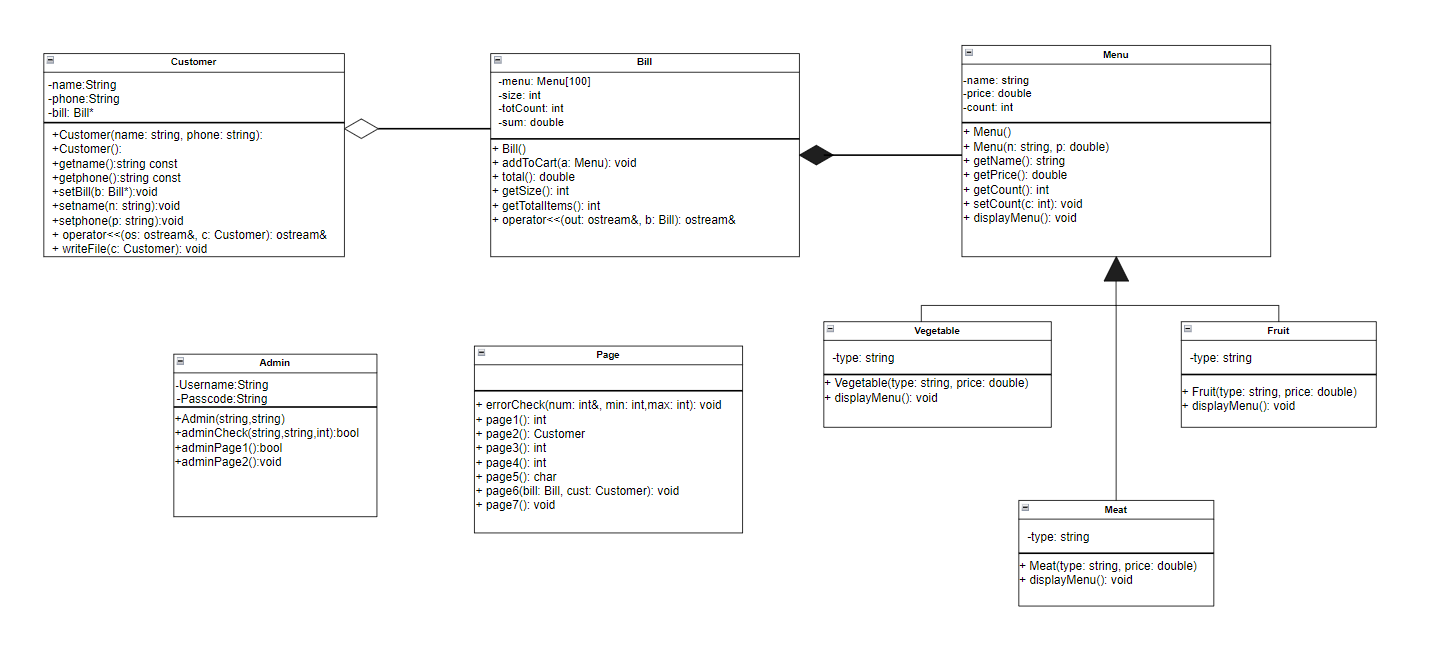 Customer
-name:String
-phone:String
-bill: Bill*
+Customer(name: string, phone: string):
+Customer():
+getname():string const
+getphone():string const
+setBill(b: Bill*):void
+setname(n: string):void
+setphone(p: string):void
+ operator<<(os: ostream&, c: Customer): ostream&
+ writeFile(c: Customer): void
Bill
-menu: Menu[100]
-size: int
-totCount: int
-sum: double
+ Bill()
+ addToCart(a: Menu): void
+ total(): double
+ getSize(): int
+ getTotalItems(): int
+ operator<<(out: ostream&, b: Bill): ostream&
Menu
-name: string
-price: double
-count: int
+ Menu()
+ Menu(n: string, p: double)
+ getName(): string
+ getPrice(): double
+ getCount(): int
+ setCount(c: int): void
+ displayMenu(): void
Admin
-Username:String
-Passcode:String
+Admin(string,string)
+adminCheck(string,string,int):bool
+adminPage1():bool
+adminPage2():void
Page
+ errorCheck(num: int&, min: int,max: int): void
+ page1(): int
+ page2(): Customer
+ page3(): int
+ page4(): int
+ page5(): char
+ page6(bill: Bill, cust: Customer): void
+ page7(): void
Vegetable
-type: string
+ Vegetable(type: string, price: double)
+ displayMenu(): void
Fruit
-type: string
+ Fruit(type: string, price: double)
+ displayMenu(): void
Meat
-type: string
+ Meat(type: string, price: double)
+ displayMenu(): void